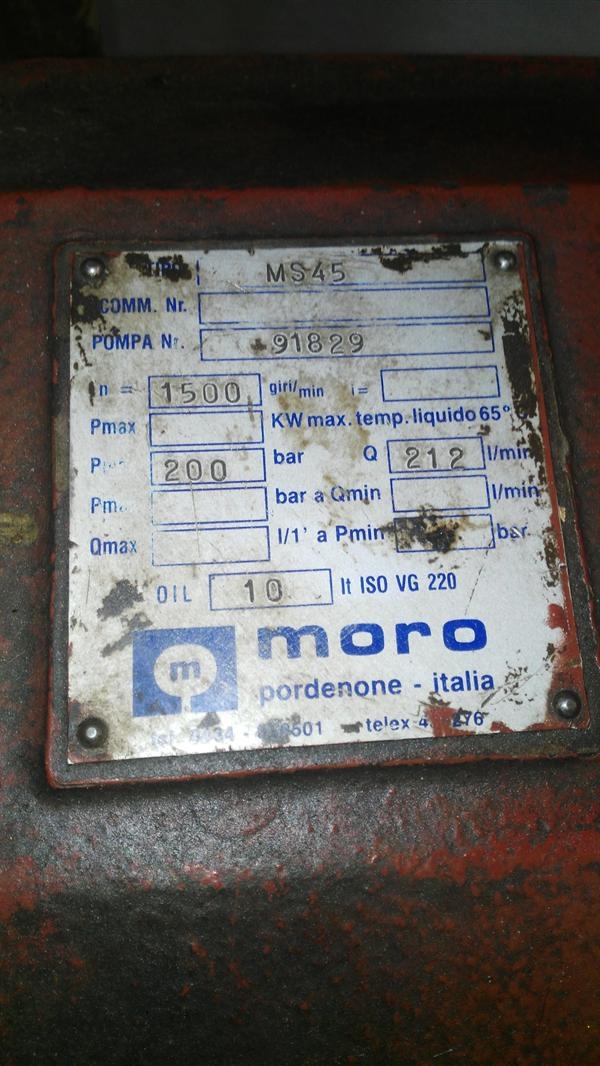 TIPO MS45
COMM. Nr.
POMPA Nr. 91829
n = 1500 giri/min i=
Pmax KW max. temp. liquido 65°
200 bar Q 212 l/min
bar a Qmin l/min
Qmax l/1' a Pmin bar
OIL 10 lt ISO VG 220
m moro
pordenone - italia
telex